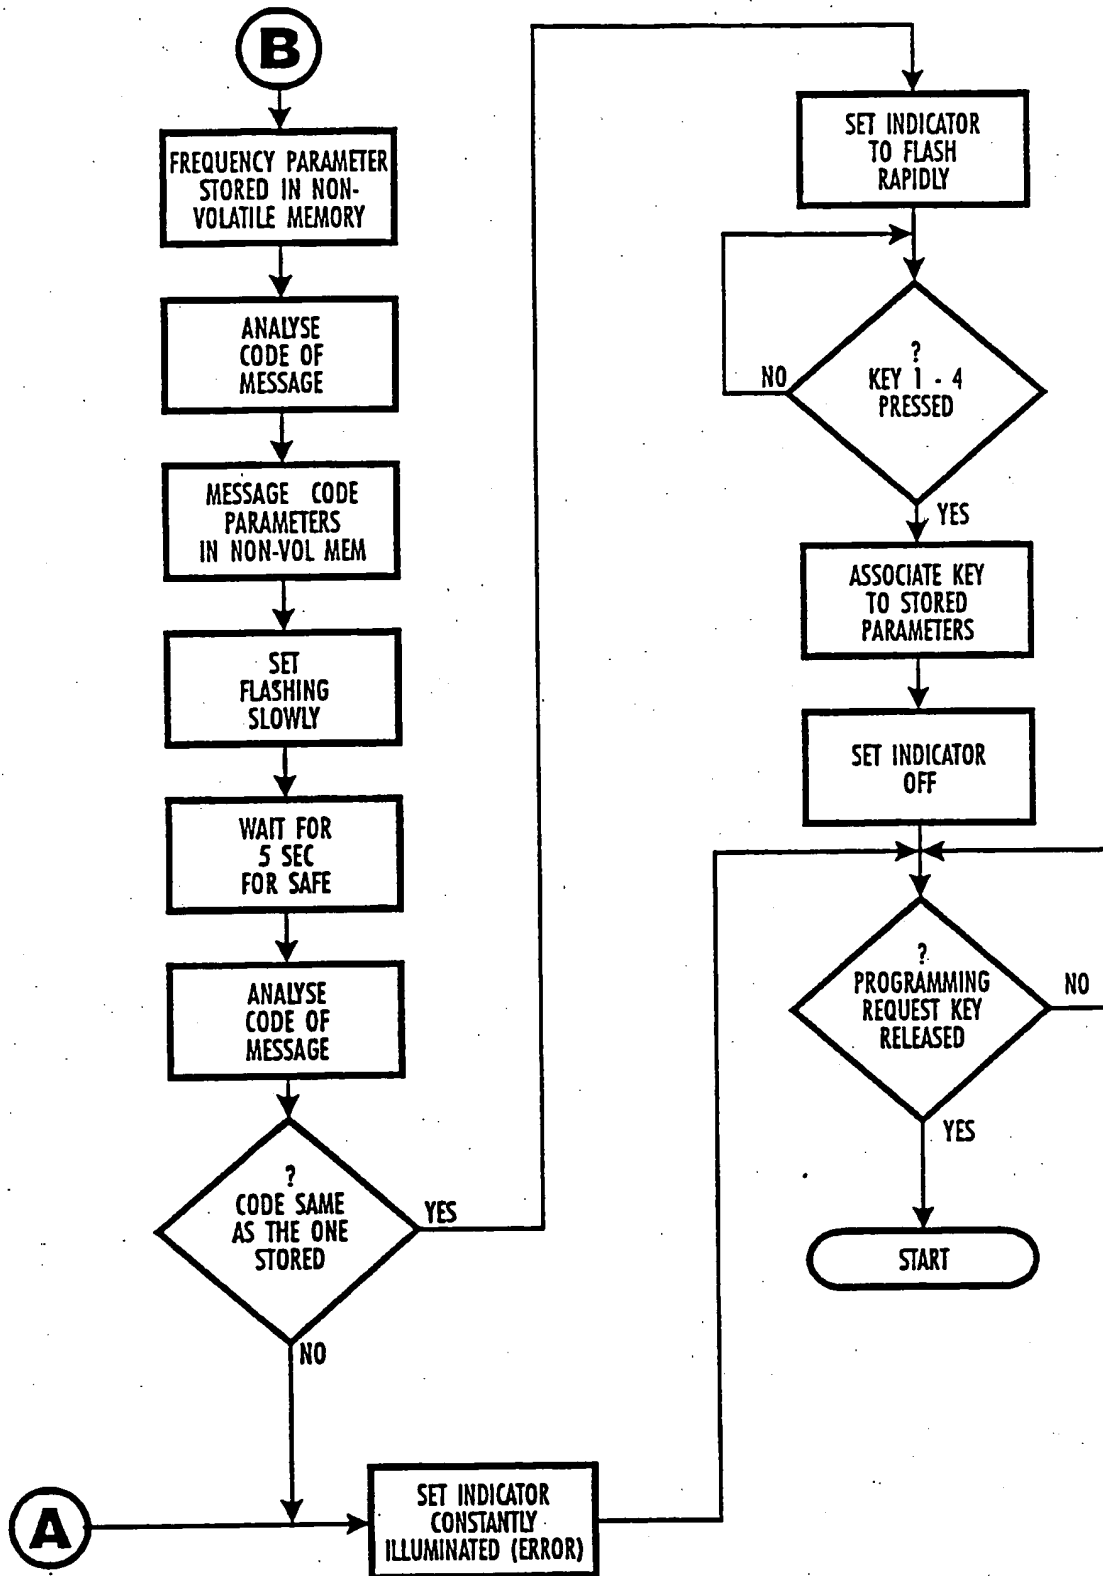 B
FREQUENCY PARAMETER
STORED IN NON-
VOLATILE MEMORY
ANALYSE
CODE OF
MESSAGE
MESSAGE CODE
PARAMETERS
IN NON-VOL MEM
SET
FLASHING
SLOWLY
WAIT FOR
5 SEC
FOR SAFE
ANALYSE
CODE OF
MESSAGE
?
CODE SAME
AS THE ONE
STORED
YES
NO
A
SET INDICATOR
CONSTANTLY
ILLUMINATED (ERROR)
SET INDICATOR
TO FLASH
RAPIDLY
?
KEY 1 - 4
PRESSED
NO
YES
ASSOCIATE KEY
TO STORED
PARAMETERS
SET INDICATOR
OFF
?
PROGRAMMING
REQUEST KEY
RELEASED
NO
YES
START